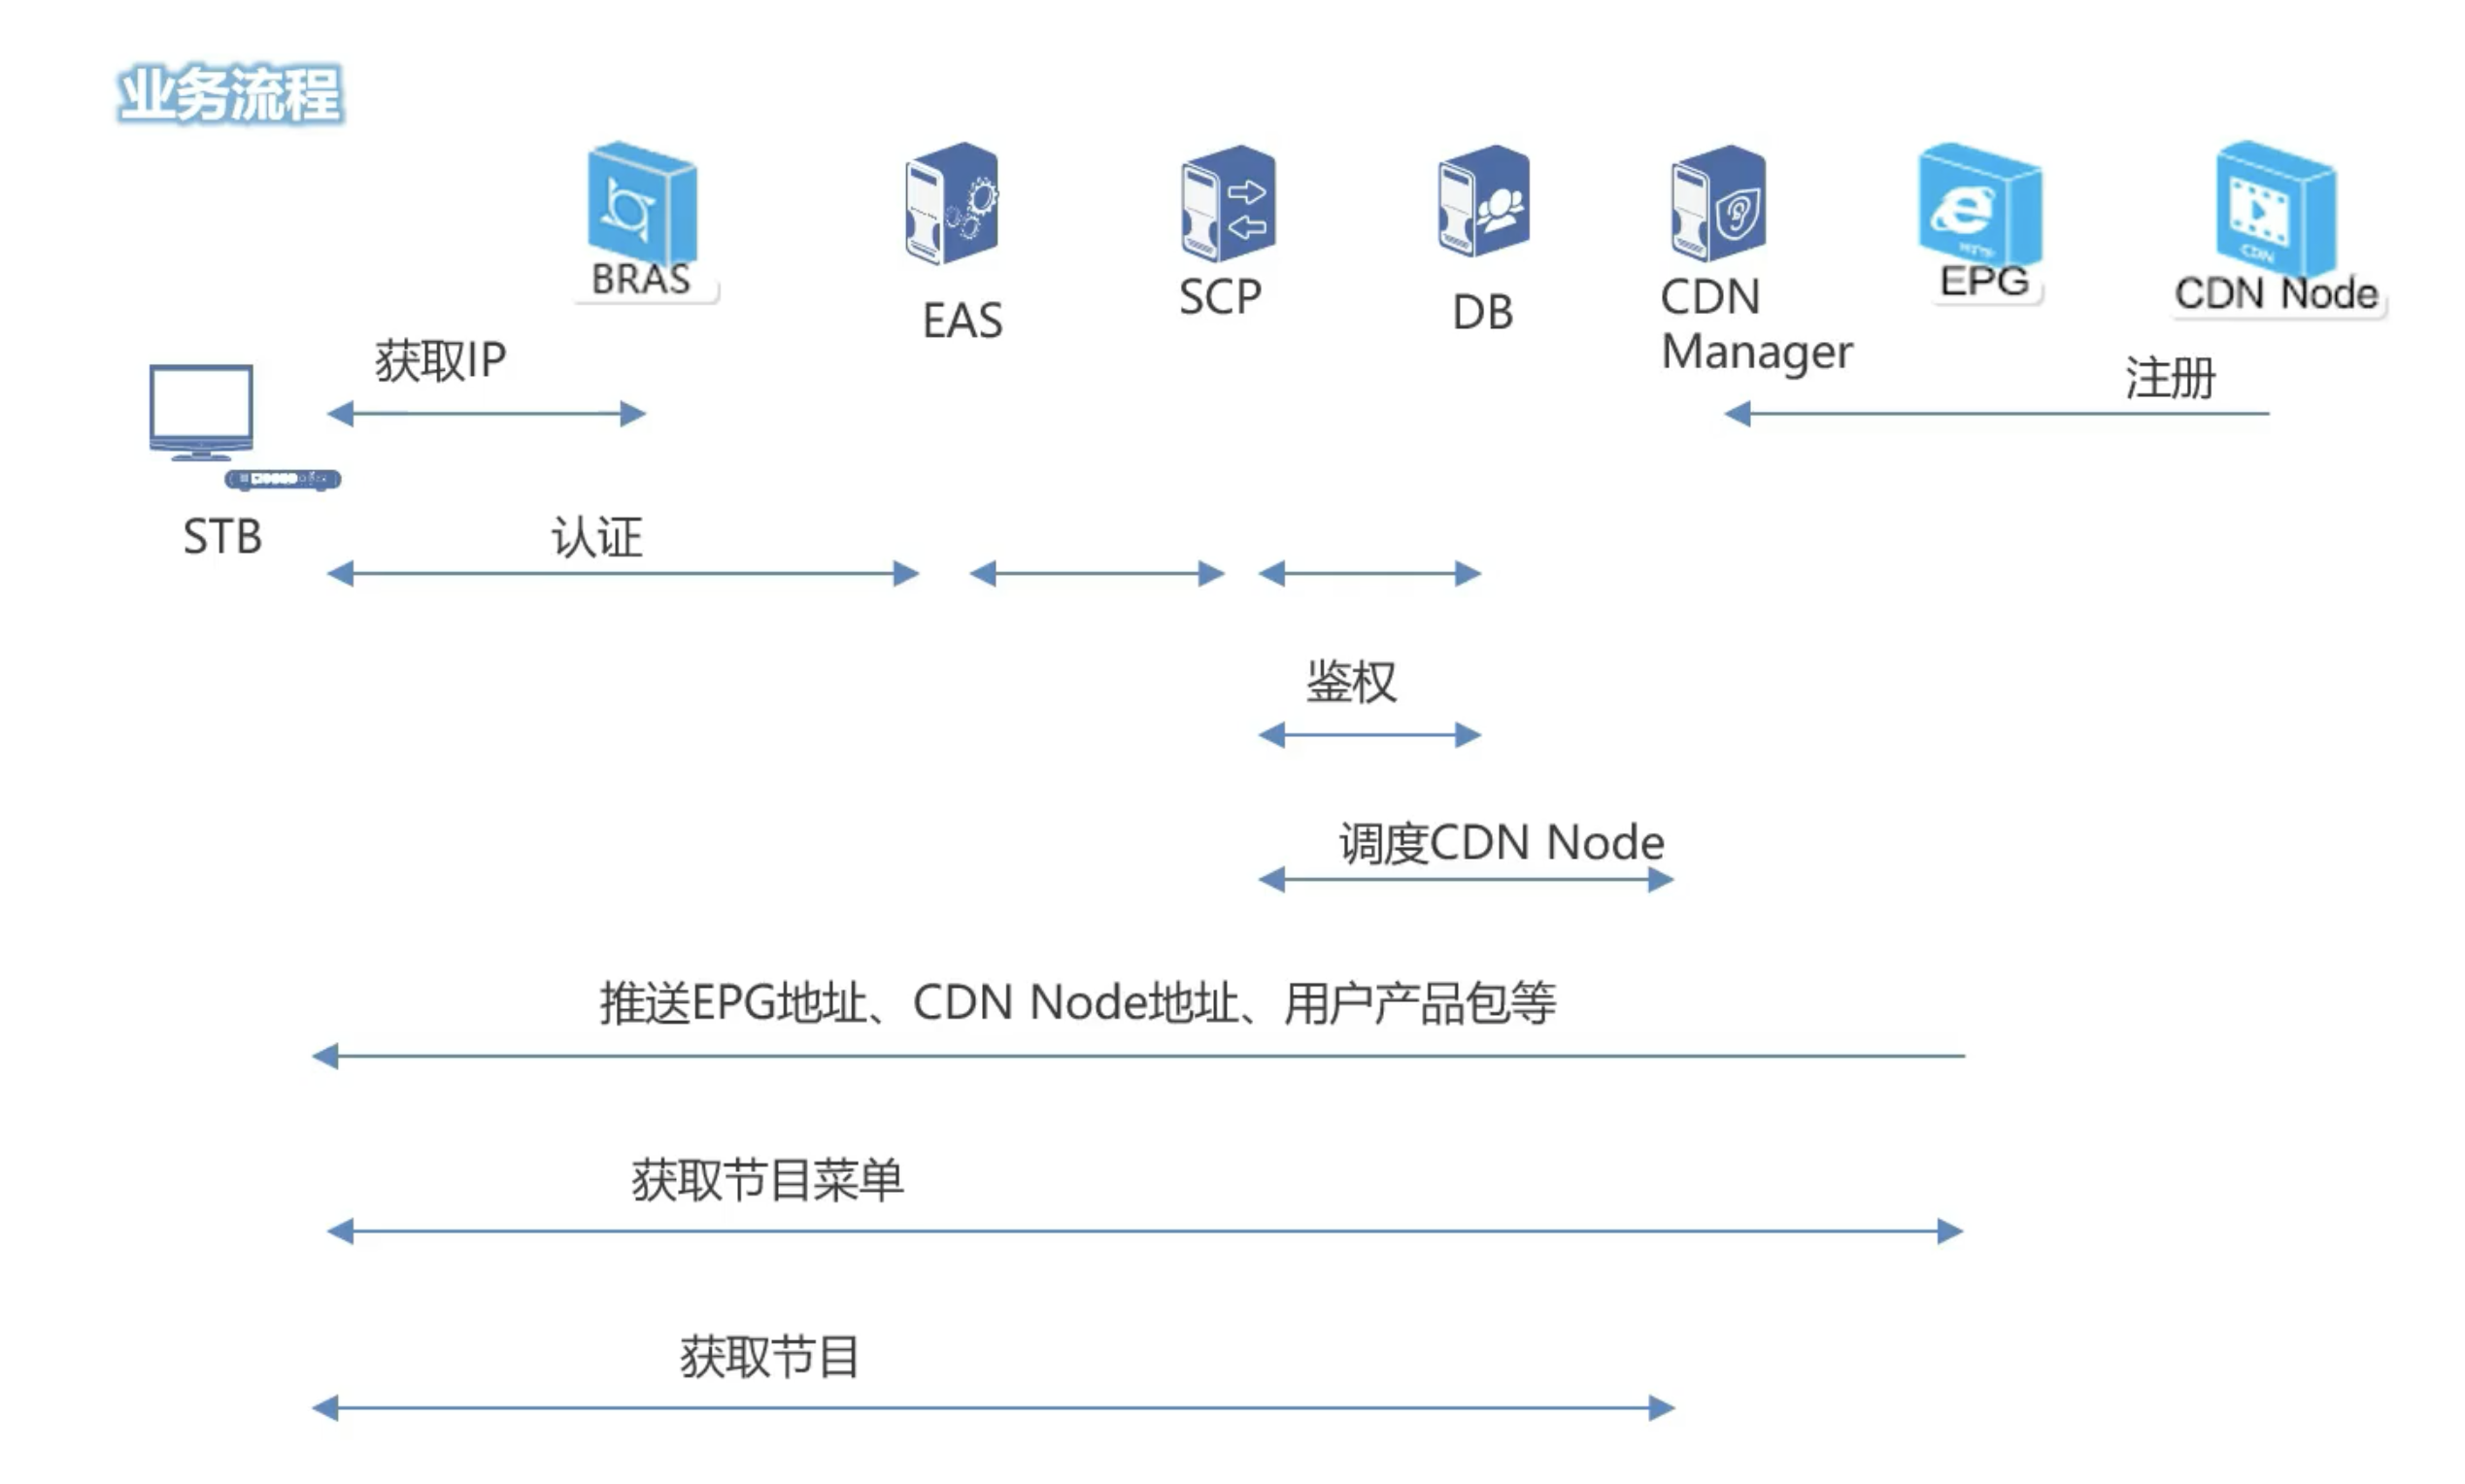 业务流程
BRAS
EAS
SCP
DB
CDN
Manager
EPG
CDN Node
获取IP
注册
STB
认证
鉴权
调度CDN Node
推送EPG地址、CDN Node地址、用户产品包等
获取节目菜单
获取节目